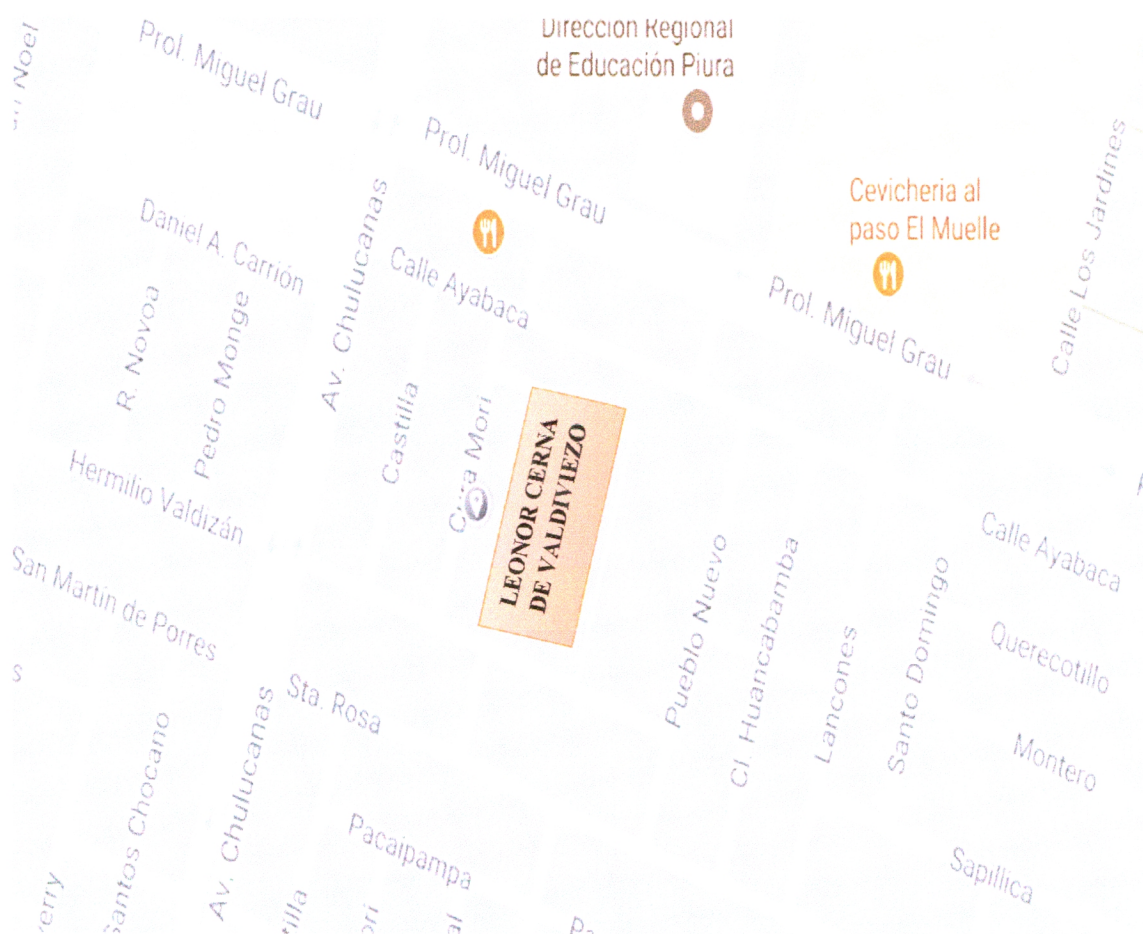 Prol. Miguel Grau
Dirección Regional
de Educación Piura
Prol. Miguel Grau
Cevicheria al
paso El Muelle
Calle Los Jardines
Daniel A. Carrión
Av. Chulucanas
Calle Ayabaca
Prol. Miguel Grau
R. Novoa
Pedro Monge
Castilla
Cura Mori
LEONOR CERNA
DE VALDIVIEZO
Hermilio Valdizán
San Martín de Porres
Pueblo Nuevo
Cl. Huancabamba
Lancones
Santo Domingo
Calle Ayabaca
Querecotillo
Montero
Sapillica
Sta. Rosa
Santos Chocano
Av. Chulucanas
Pacaipampa